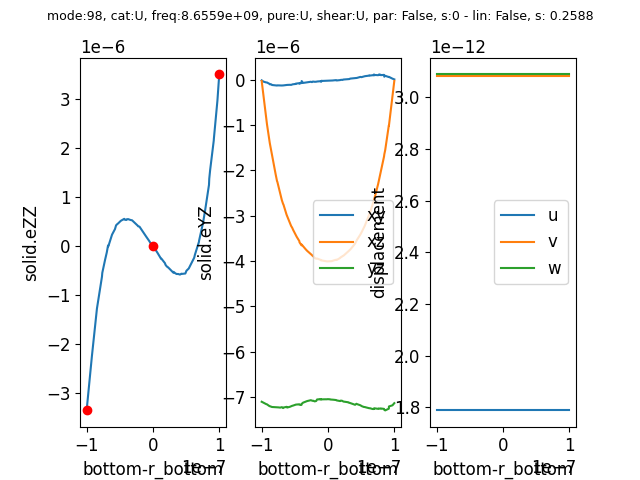 mode:98, cat:U, freq:8.6559e+09, pure:U, shear:U, par: False, s:0 - lin: False, s: 0.2588
1e−6
3
2
1
0
−1
−2
−3
−1
0
1
1e−7
bottom-r_bottom
solid.eZZ
1e−6
0
−1
−2
−3
−4
−5
−6
−7
−1
0
1
1e−7
bottom-r_bottom
solid.eYZ
xy
xz
1e−12
3.0
2.8
2.6
2.4
2.2
2.0
1.8
−1
0
1
1e−7
bottom-r_bottom
displacement
u
v
w